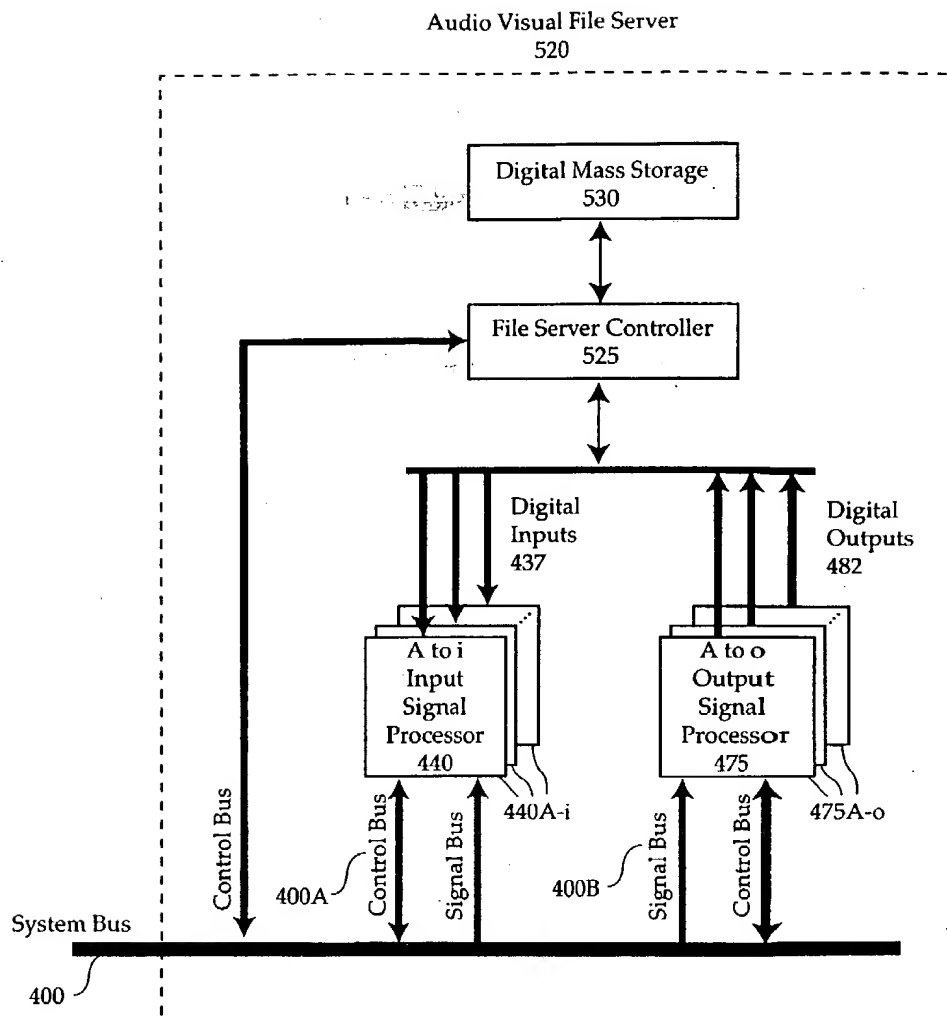 Audio Visual File Server
520
Digital Mass Storage
530
File Server Controller
525
Digital
Inputs
437
Digital
Outputs
482
A to i
Input
Signal
Processor
440
A to o
Output
Signal
Processor
475
440A-i
475A-o
Control Bus
400A
Control Bus
Signal Bus
400B
Signal Bus
Control Bus
System Bus
400